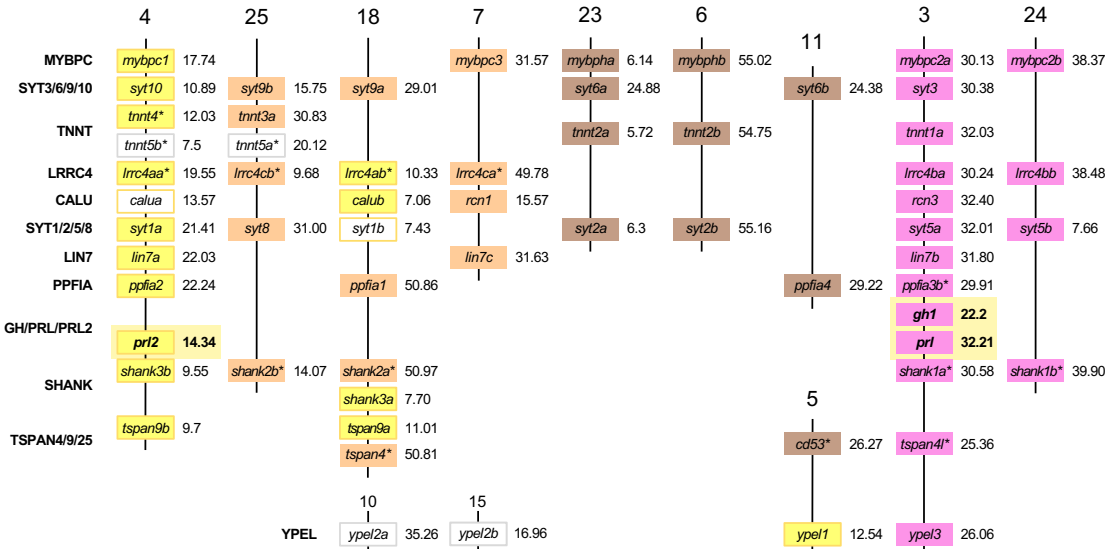 4 25 18 7 23 6 11 3 24
MYBPC mybpc1 17.74 mybpc3 31.57 mybpha 6.14 mybphb 55.02 mybpc2a 30.13 mybpc2b 38.37
SYT3/6/9/10 syt10 10.89 syt9b 15.75 syt9a 29.01 syt6a 24.88 syt6b 24.38 syt3 30.38
tnnt4* 12.03 tnnt3a 30.83
TNNT tnnt2a 5.72 tnnt2b 54.75 tnnt1a 32.03
tnnt5b* 7.5 tnnt5a* 20.12
LRRC4 lrrc4aa* 19.55 lrrc4cb* 9.68 lrrc4ab* 10.33 lrrc4ca* 49.78 lrrc4ba 30.24 lrrc4bb 38.48
CALU calua 13.57 calub 7.06 rcn1 15.57 rcn3 32.40
SYT1/2/5/8 syt1a 21.41 syt8 31.00 syt1b 7.43 syt2a 6.3 syt2b 55.16 syt5a 32.01 syt5b 7.66
LIN7 lin7a 22.03 lin7c 31.63 lin7b 31.80
PPFIA ppfia2 22.24 ppfia1 50.86 ppfia4 29.22 ppfia3b* 29.91
GH/PRL/PRL2 gh1 22.2
prl2 14.34 prl 32.21
shank3b 9.55 shank2b* 14.07 shank2a* 50.97 shank1a* 30.58 shank1b* 39.90
SHANK shank3a 7.70
5
tspan9b 9.7 tspan9a 11.01
TSPAN4/9/25 cd53* 26.27 tspan4l* 25.36
tspan4* 50.81
10 15
YPEL ypel2a 35.26 ypel2b 16.96 ypel1 12.54 ypel3 26.06